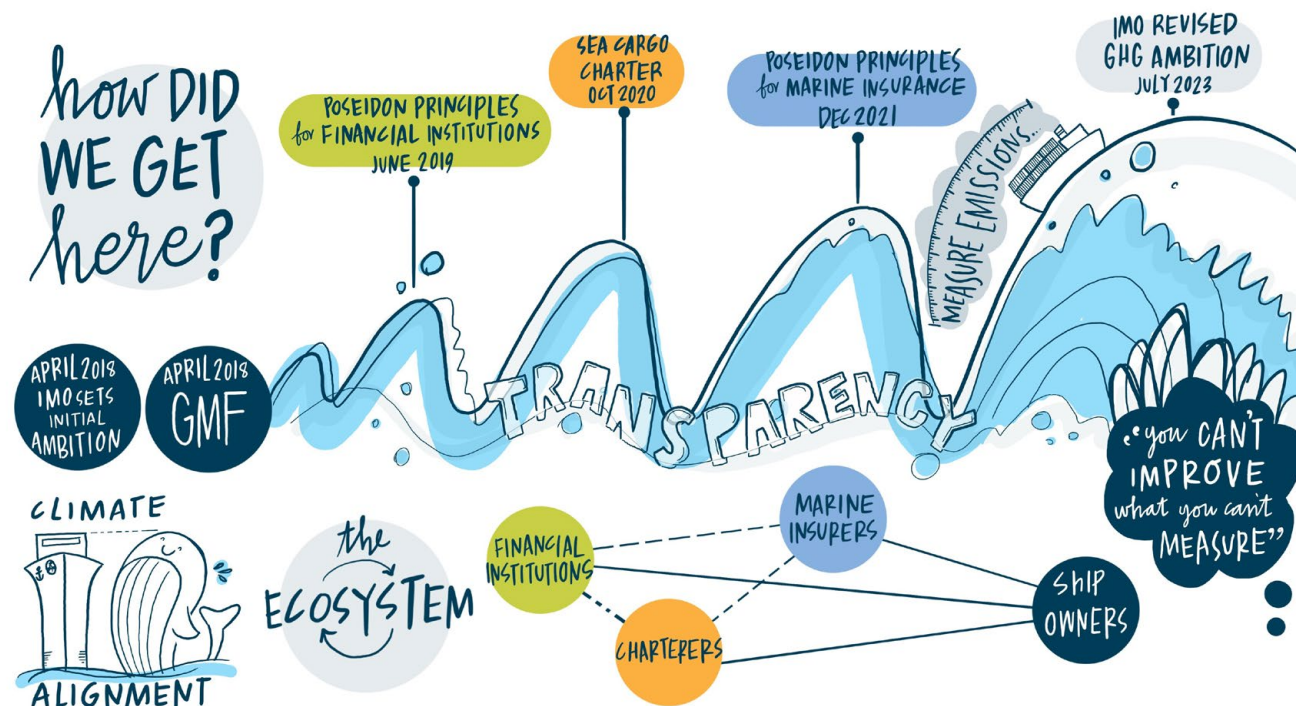 how DID
WE GET
here?
POSEIDON PRINCIPLES
for FINANCIAL INSTITUTIONS
JUNE 2019
SEA CARGO
CHARTER
OCT 2020
POSEIDON PRINCIPLES
for MARINE INSURANCE
DEC 2021
IMO REVISED
GHG AMBITION
JULY 2023
MEASURE EMISSIONS...
APRIL 2018
IMO SETS
INITIAL
AMBITION
APRIL 2018
GMF
TRANSPARENCY
"you CAN'T
IMPROVE
what you can't
MEASURE"
CLIMATE
ALIGNMENT
the
ECOSYSTEM
FINANCIAL
INSTITUTIONS
MARINE
INSURERS
CHARTERERS
SHIP
OWNERS